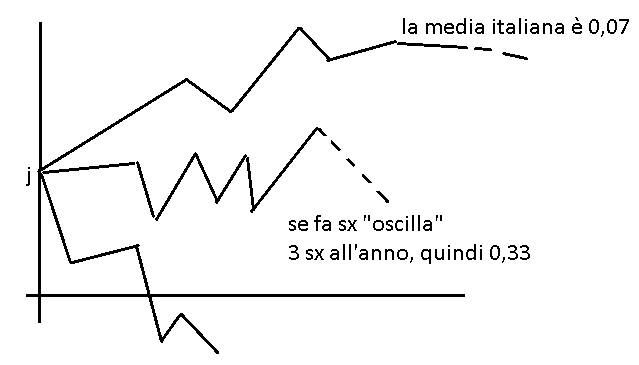 la media italiana è 0,07
j
se fa sx "oscilla"
3 sx all'anno, quindi 0,33